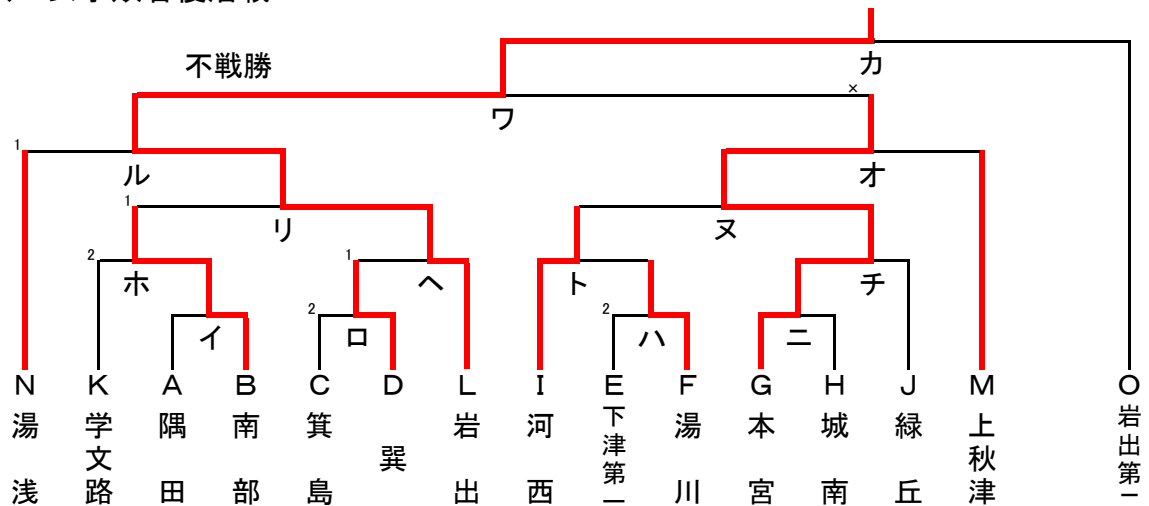 不戦勝
カ
×
ワ
1
ル
オ
1
リ
ヌ
2
1
ホ
ヘ
ト
チ
2
2
イ
ロ
ハ
ニ
N K A B C D L I E F G H J M O
湯浅
学文路
隅田
南部
箕島
巽
岩出
河西
下津第一
湯川
本宮
城南
緑丘
上秋津
岩出第一